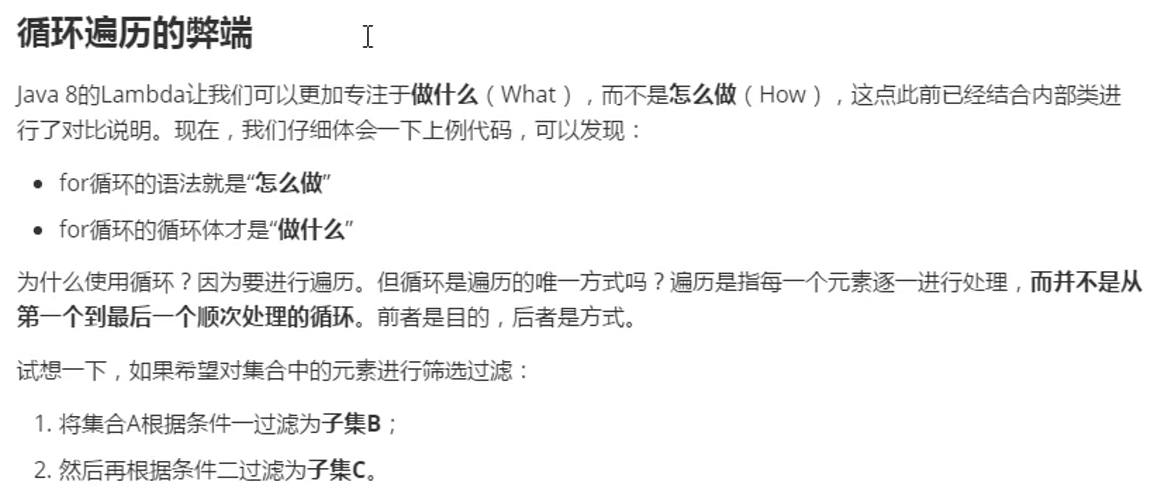 循环遍历的弊端
Java 8的Lambda让我们可以更加专注于做什么（What），而不是怎么做（How），这点此前已经结合内部类进
行了对比说明。现在，我们仔细体会一下上例代码，可以发现：
• for循环的语法就是“怎么做”
• for循环的循环体才是“做什么”
为什么使用循环？因为要进行遍历。但循环是遍历的唯一方式吗？遍历是指每一个元素逐一进行处理，而并不是从
第一个到最后一个顺次处理的循环。前者是目的，后者是方式。
试想一下，如果希望对集合中的元素进行筛选过滤：
1. 将集合A根据条件一过滤为子集B；
2. 然后再根据条件二过滤为子集C。